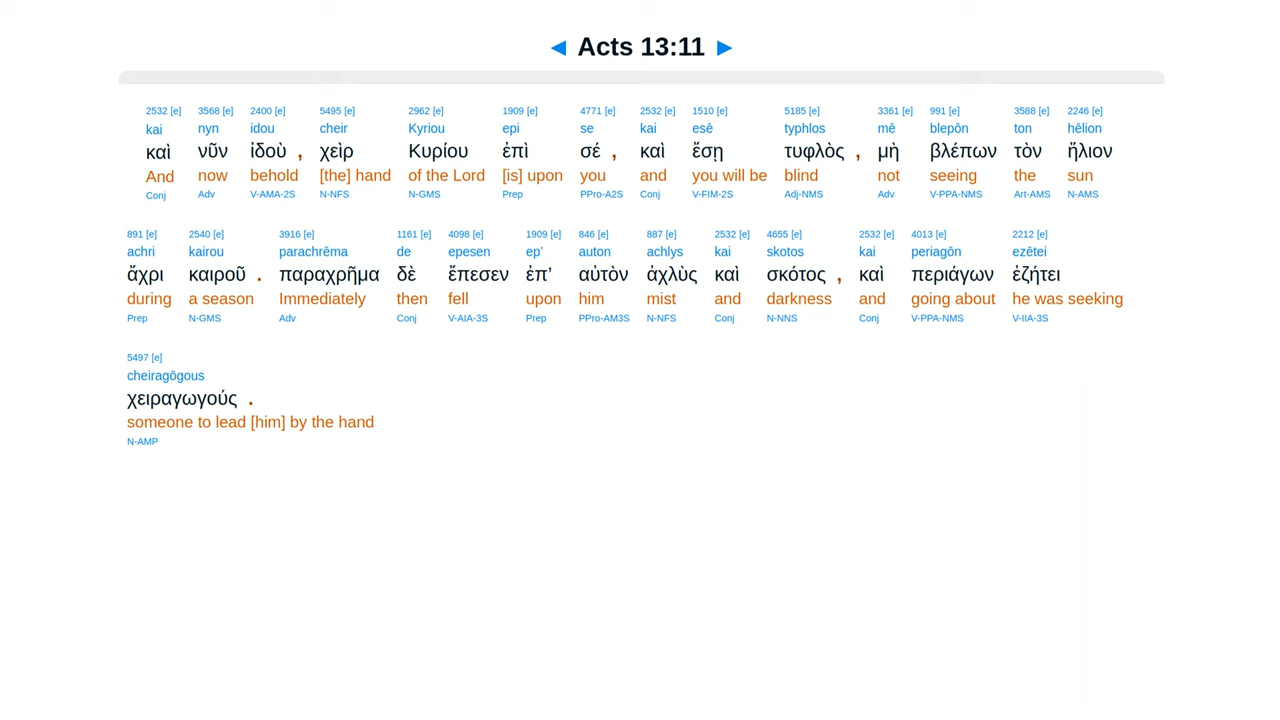 ◄ Acts 13:11 ►
2532 [e] 3568 [e] 2400 [e] 5495 [e] 2962 [e] 1909 [e] 4771 [e] 2532 [e] 1510 [e] 5185 [e] 3361 [e] 991 [e] 3588 [e] 2246 [e]
kai nyn idou cheir Kyriou epi se kai esē typhlos mē blepōn ton hēlion
καὶ νῦν ἰδοὺ , χεὶρ Κυρίου ἐπὶ σέ , καὶ ἔσῃ τυφλὸς , μὴ βλέπων τὸν ἥλιον
And now behold [the] hand of the Lord [is] upon you and you will be blind not seeing the sun
Conj Adv V-AMA-2S N-NFS N-GMS Prep PPro-A2S Conj V-FIM-2S Adj-NMS Adv V-PPA-NMS Art-AMS N-AMS
891 [e] 2540 [e] 3916 [e] 1161 [e] 4098 [e] 1909 [e] 846 [e] 887 [e] 2532 [e] 4655 [e] 2532 [e] 4013 [e] 2212 [e]
achri kairou parachrēma de epesen ep’ auton achlys kai skotos kai periagōn ezētei
ἄχρι καιροῦ . παραχρῆμα δὲ ἔπεσεν ἐπ’ αὐτὸν ἀχλὺς καὶ σκότος , καὶ περιάγων ἐζήτει
during a season Immediately then fell upon him mist and darkness and going about he was seeking
Prep N-GMS Adv Conj V-AIA-3S Prep PPro-AM3S N-NFS Conj N-NNS Conj V-PPA-NMS V-IIA-3S
5497 [e]
cheiragōgous
χειραγωγούς .
someone to lead [him] by the hand
N-AMP